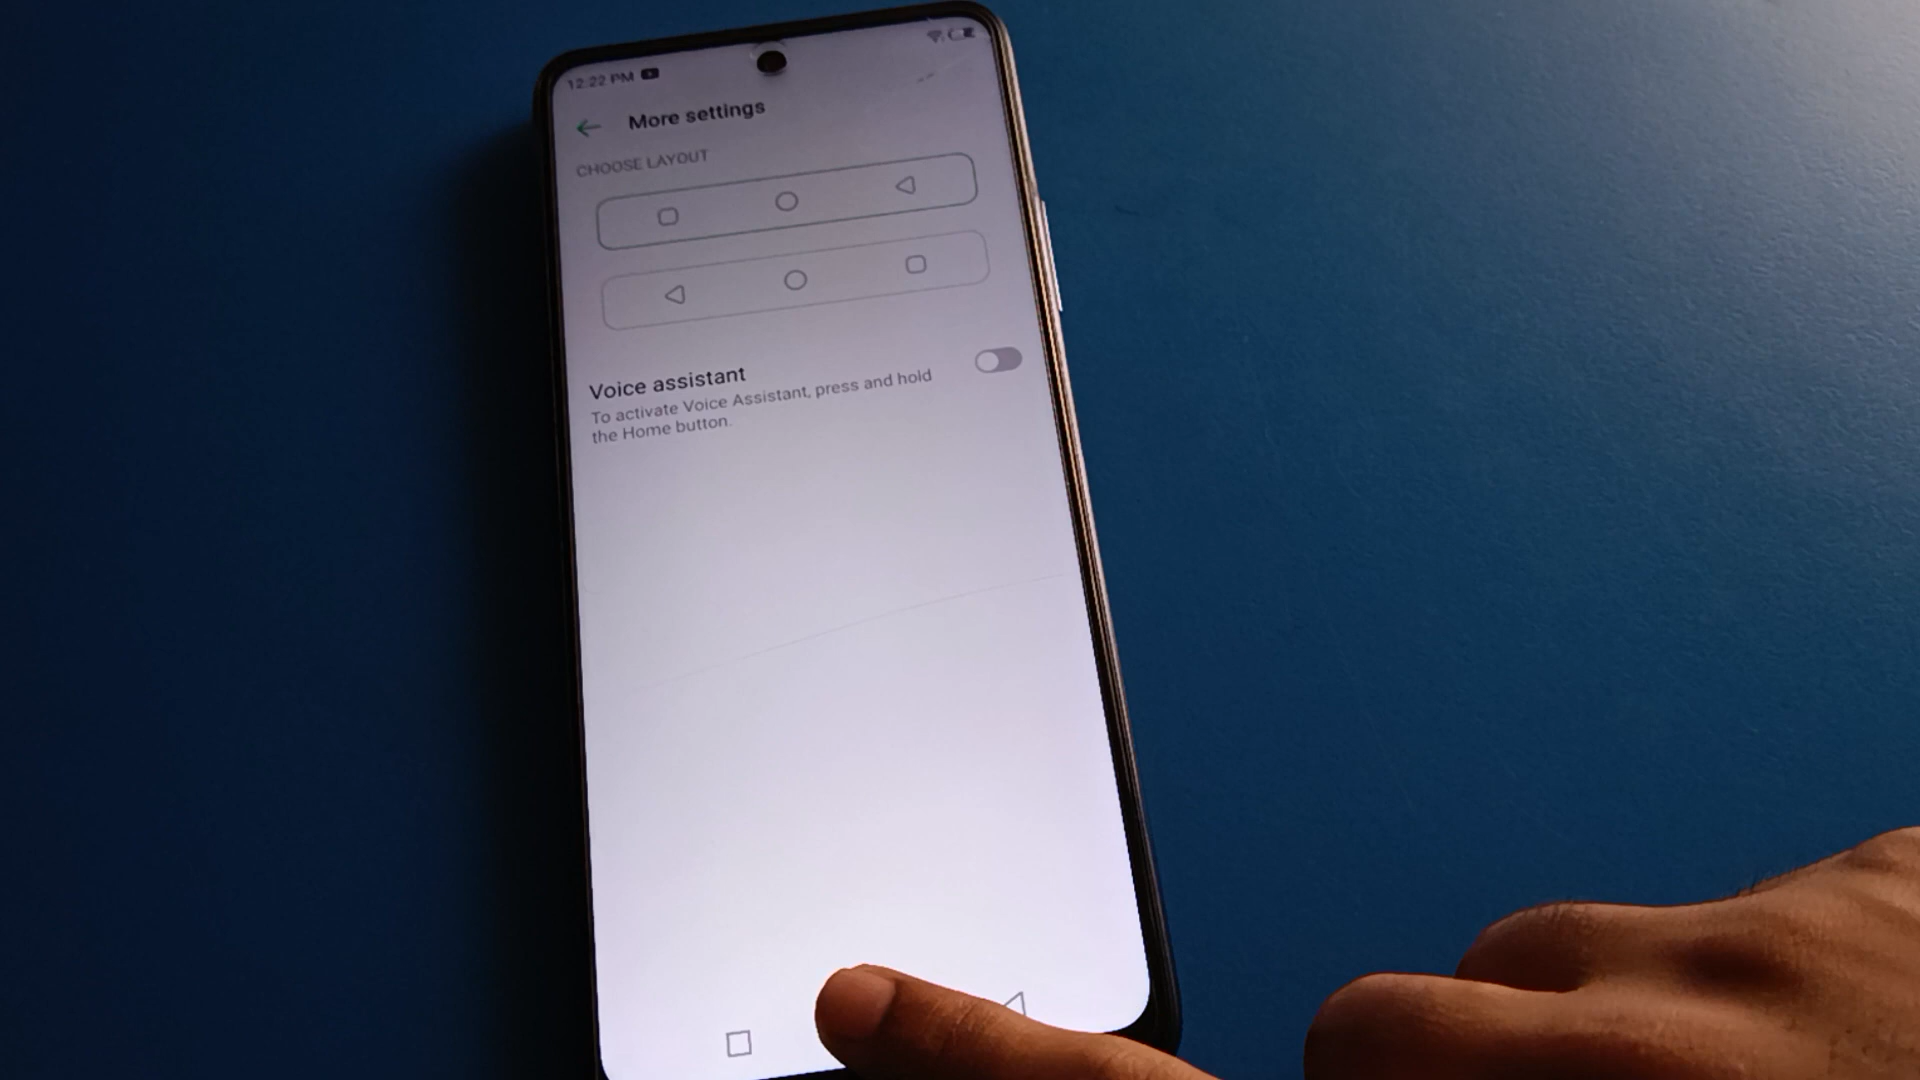 12:22 PM
More settings
CHOOSE LAYOUT
Voice assistant
To activate Voice Assistant, press and hold
the Home button.